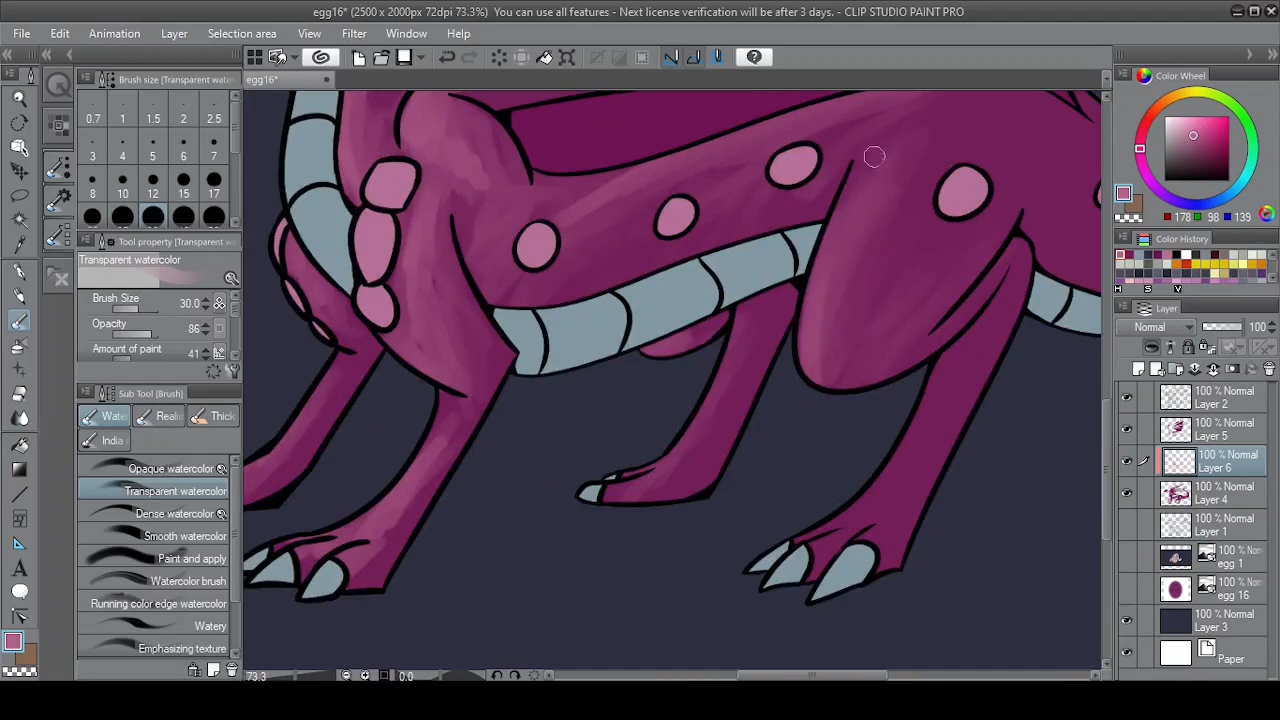 egg16* (2500 x 2000px 72dpi 73.3%) - You can use all features - Next license verification will be after 3 days. - CLIP STUDIO PAINT PRO
File Edit Animation Layer Selection area View Filter Window Help
Brush size [Transparent water
egg16*
Color Wheel
0.7 1 1.5 2 2.5
3 4 5 6 7
8 10 12 15 17
Tool property [Transparent wa
Transparent watercolor
Brush Size 30.0
Opacity 86
Amount of paint 41
178 98 139
Color History
H S V
Layer
Normal 100
Sub Tool [Brush]
Wate Realis Thick
India
Opaque watercolor
Transparent watercolor
Dense watercolor
Smooth watercolor
Paint and apply
Watercolor brush
Running color edge watercolor
Watery
Emphasizing texture
100 % Normal
Layer 2
100 % Normal
Layer 5
100 % Normal
Layer 6
100 % Normal
Layer 4
100 % Normal
Layer 1
100 % No
egg 1
100 % No
egg 16
100 % Normal
Layer 3
Paper
73.3 0.0